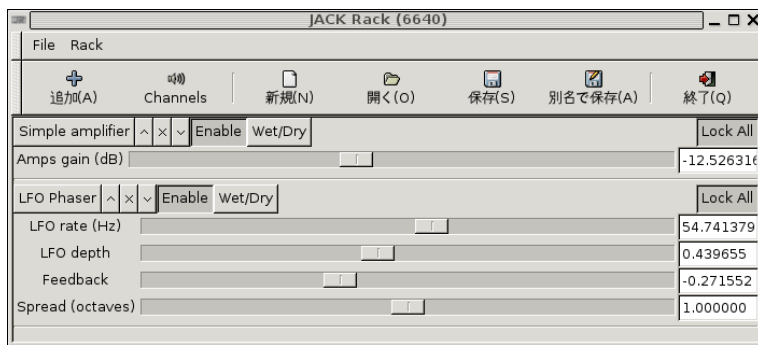 JACK Rack (6640)
File Rack
追加(A) Channels 新規(N) 開く(O) 保存(S) 別名で保存(A) 終了(Q)
Simple amplifier Enable Wet/Dry Lock All
Amps gain (dB) -12.526316
LFO Phaser Enable Wet/Dry Lock All
LFO rate (Hz) 54.741379
LFO depth 0.439655
Feedback -0.271552
Spread (octaves) 1.000000